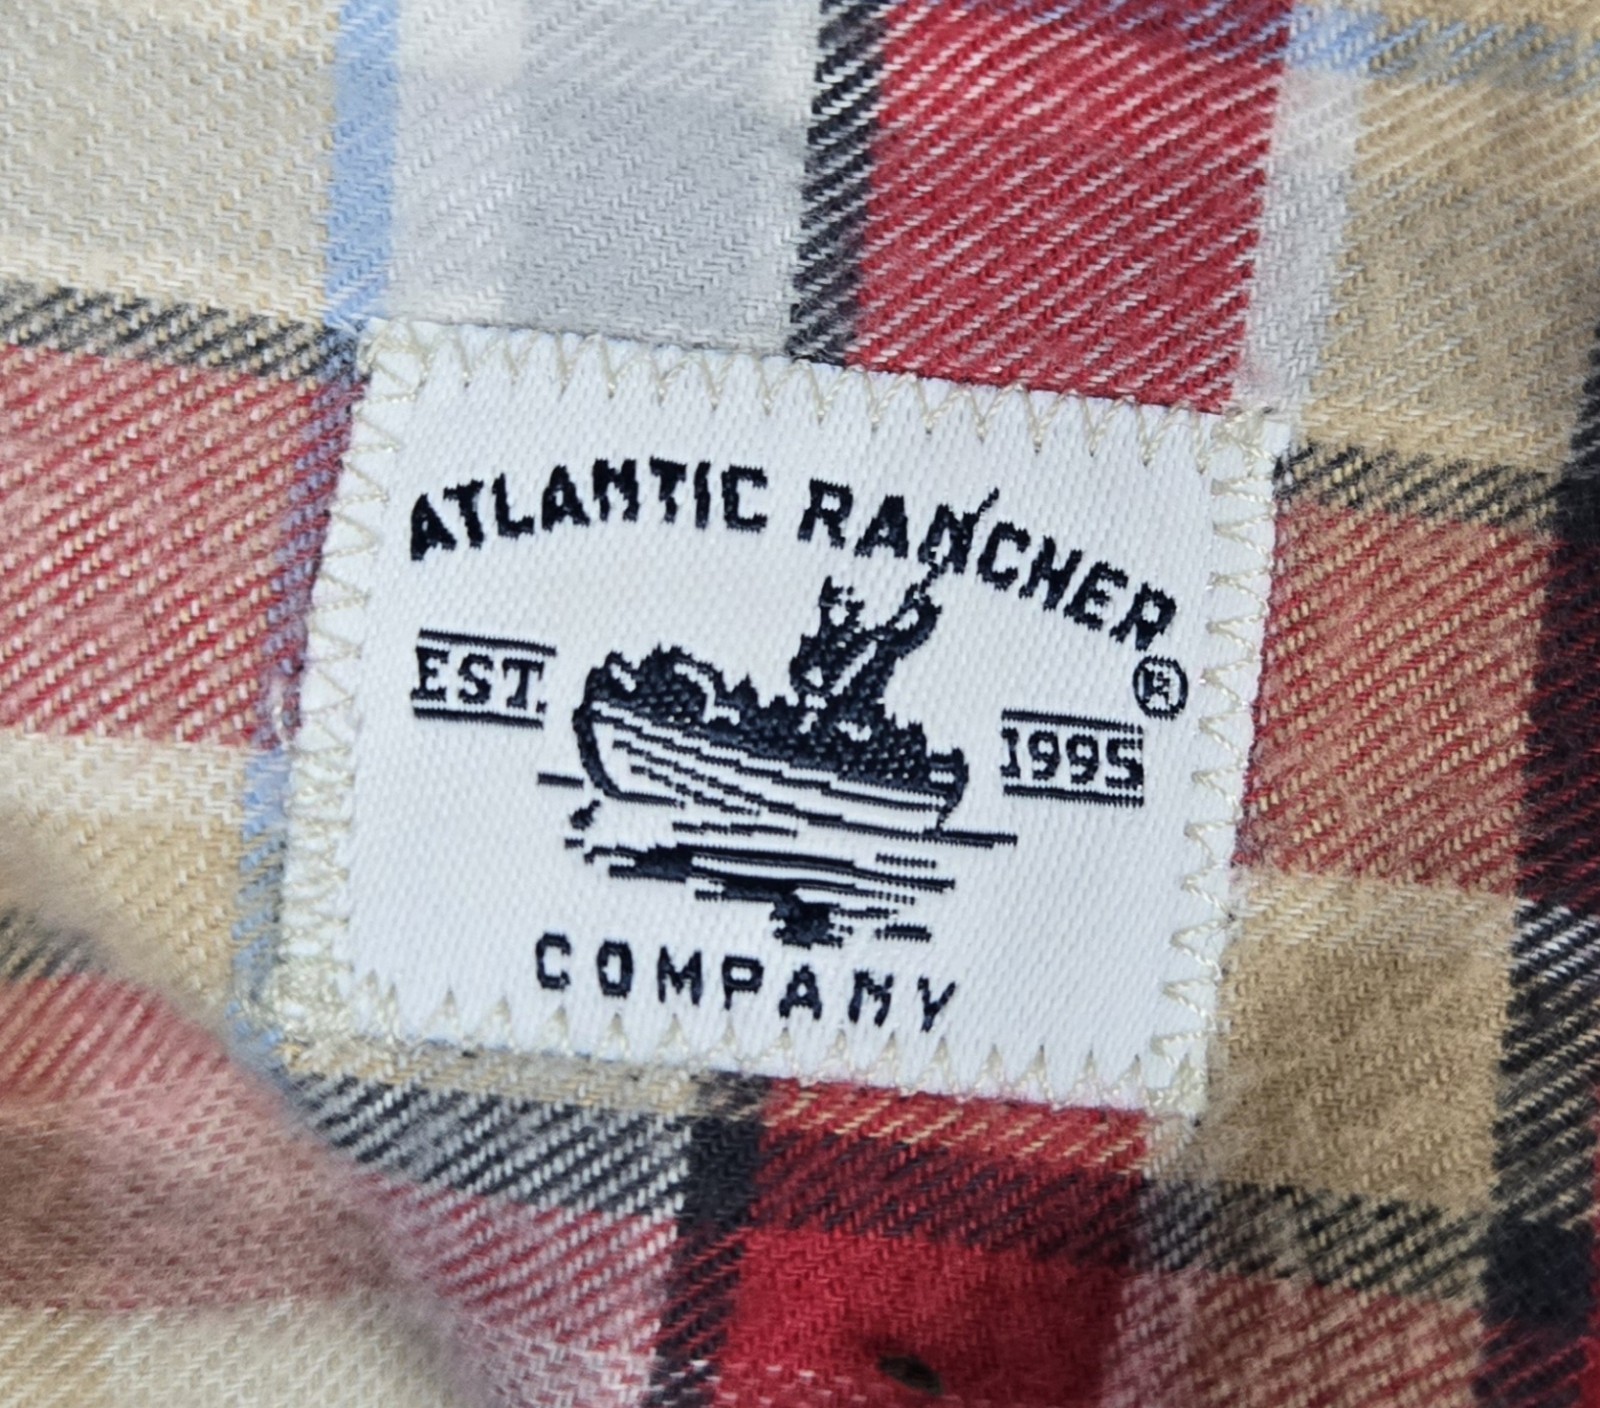 ATLANTIC RANCHER®
EST. 1995
COMPANY